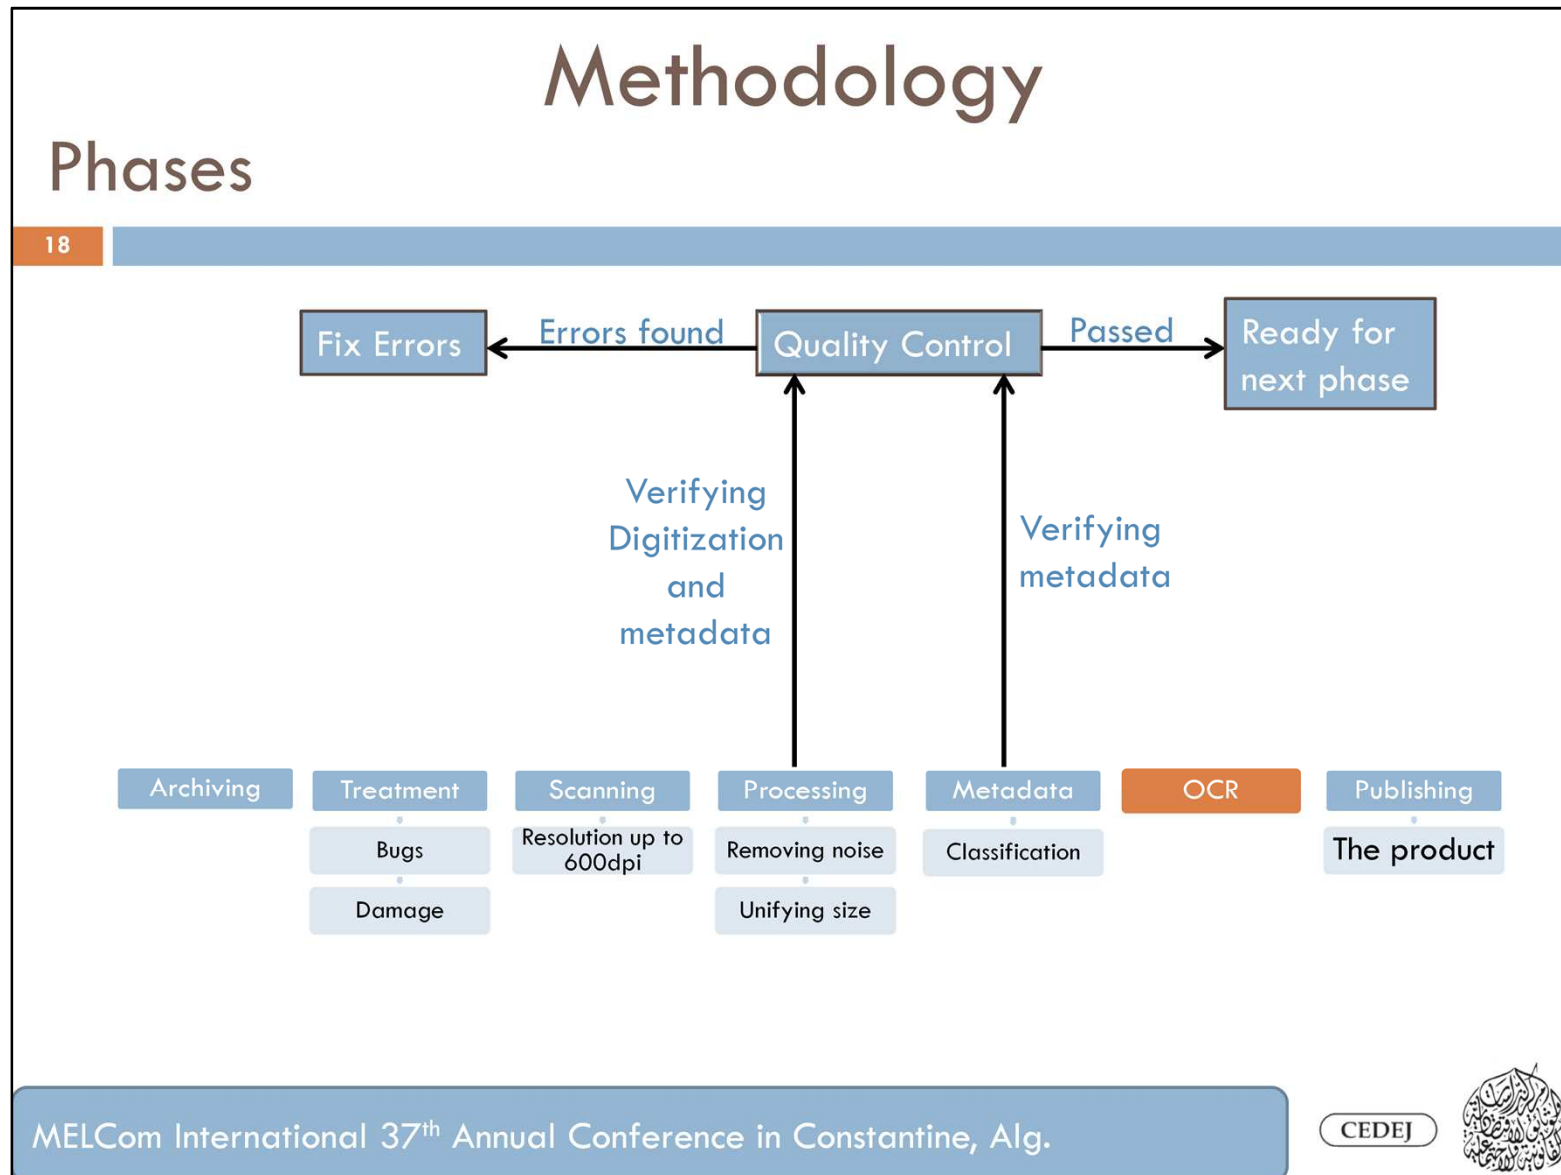 Methodology
Phases
18
Fix Errors
Errors found
Quality Control
Passed
Ready for
next phase
Verifying
Digitization
and
metadata
Verifying
metadata
Archiving
Treatment
Scanning
Processing
Metadata
OCR
Publishing
Bugs
Resolution up to
600dpi
Removing noise
Classification
The product
Damage
Unifying size
MELCom International 37th Annual Conference in Constantine, Alg.
CEDEJ